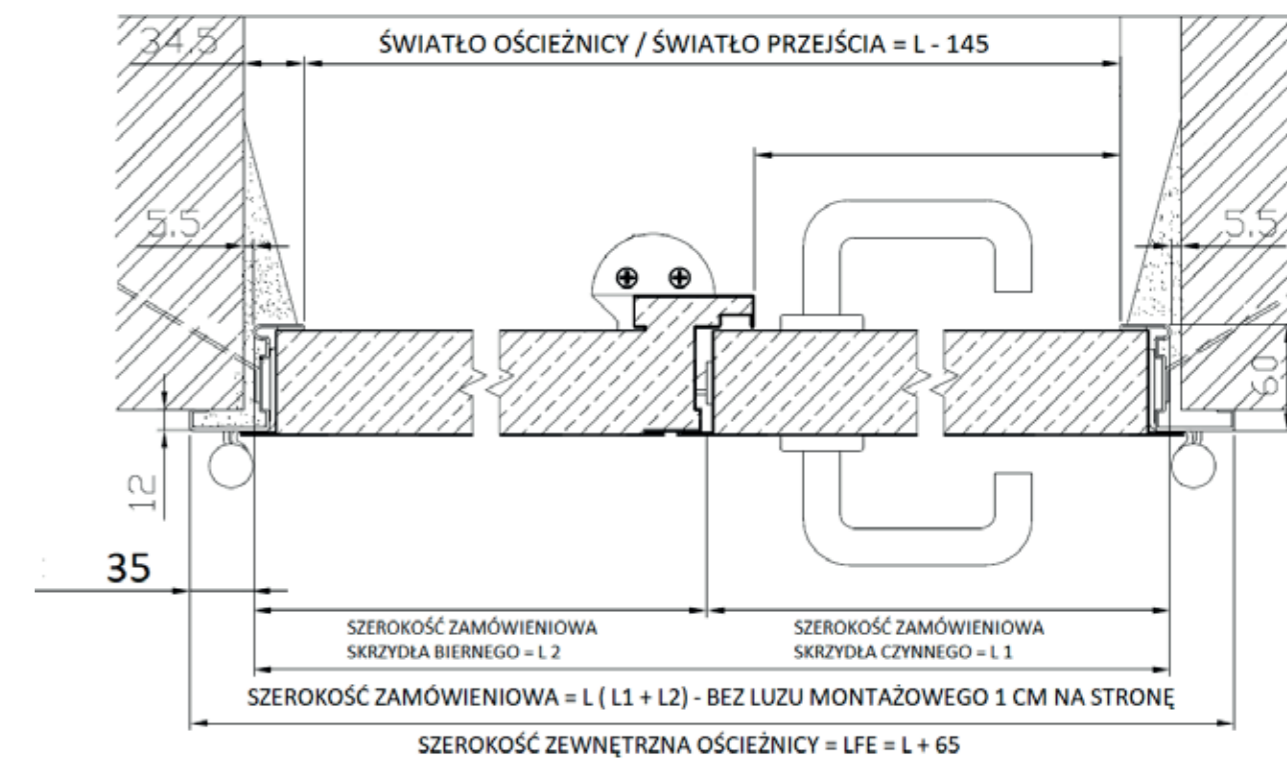 34.5
ŚWIATŁO OŚCIEŻNICY / ŚWIATŁO PRZEJŚCIA = L - 145
5.5
5.5
60
12
35
SZEROKOŚĆ ZAMÓWIENIOWA
SKRZYDŁA BIERNEGO = L 2
SZEROKOŚĆ ZAMÓWIENIOWA
SKRZYDŁA CZYNNEGO = L 1
SZEROKOŚĆ ZAMÓWIENIOWA = L ( L1 + L2) - BEZ LUZU MONTAŻOWEGO 1 CM NA STRONĘ
SZEROKOŚĆ ZEWNĘTRZNA OŚCIEŻNICY = LFE = L + 65